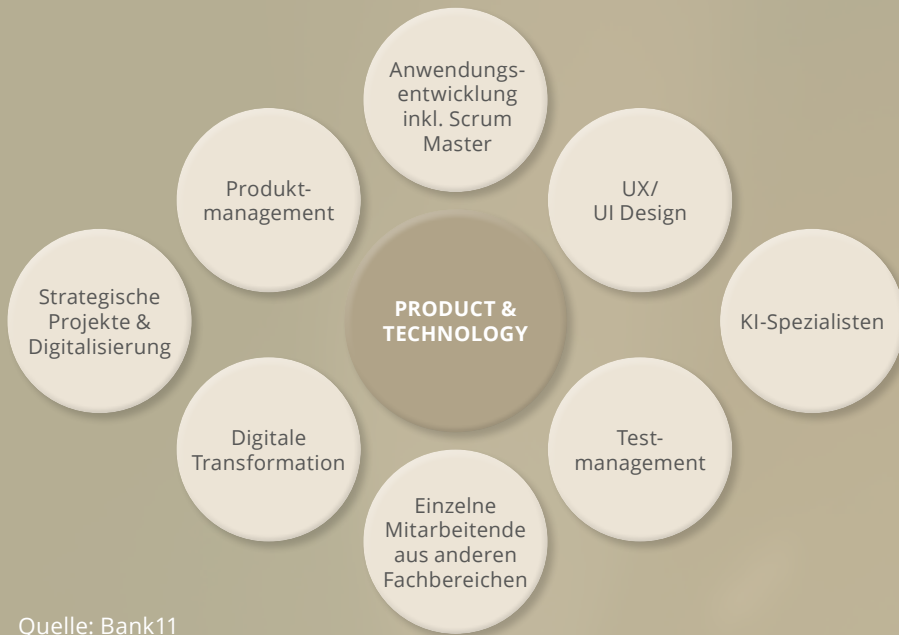 Anwendungs-
entwicklung
inkl. Scrum
Master
Produkt-
management
UX/
UI Design
Strategische
Projekte &
Digitalisierung
PRODUCT &
TECHNOLOGY
KI-Spezialisten
Digitale
Transformation
Test-
management
Einzelne
Mitarbeitende
aus anderen
Fachbereichen
Quelle: Bank11